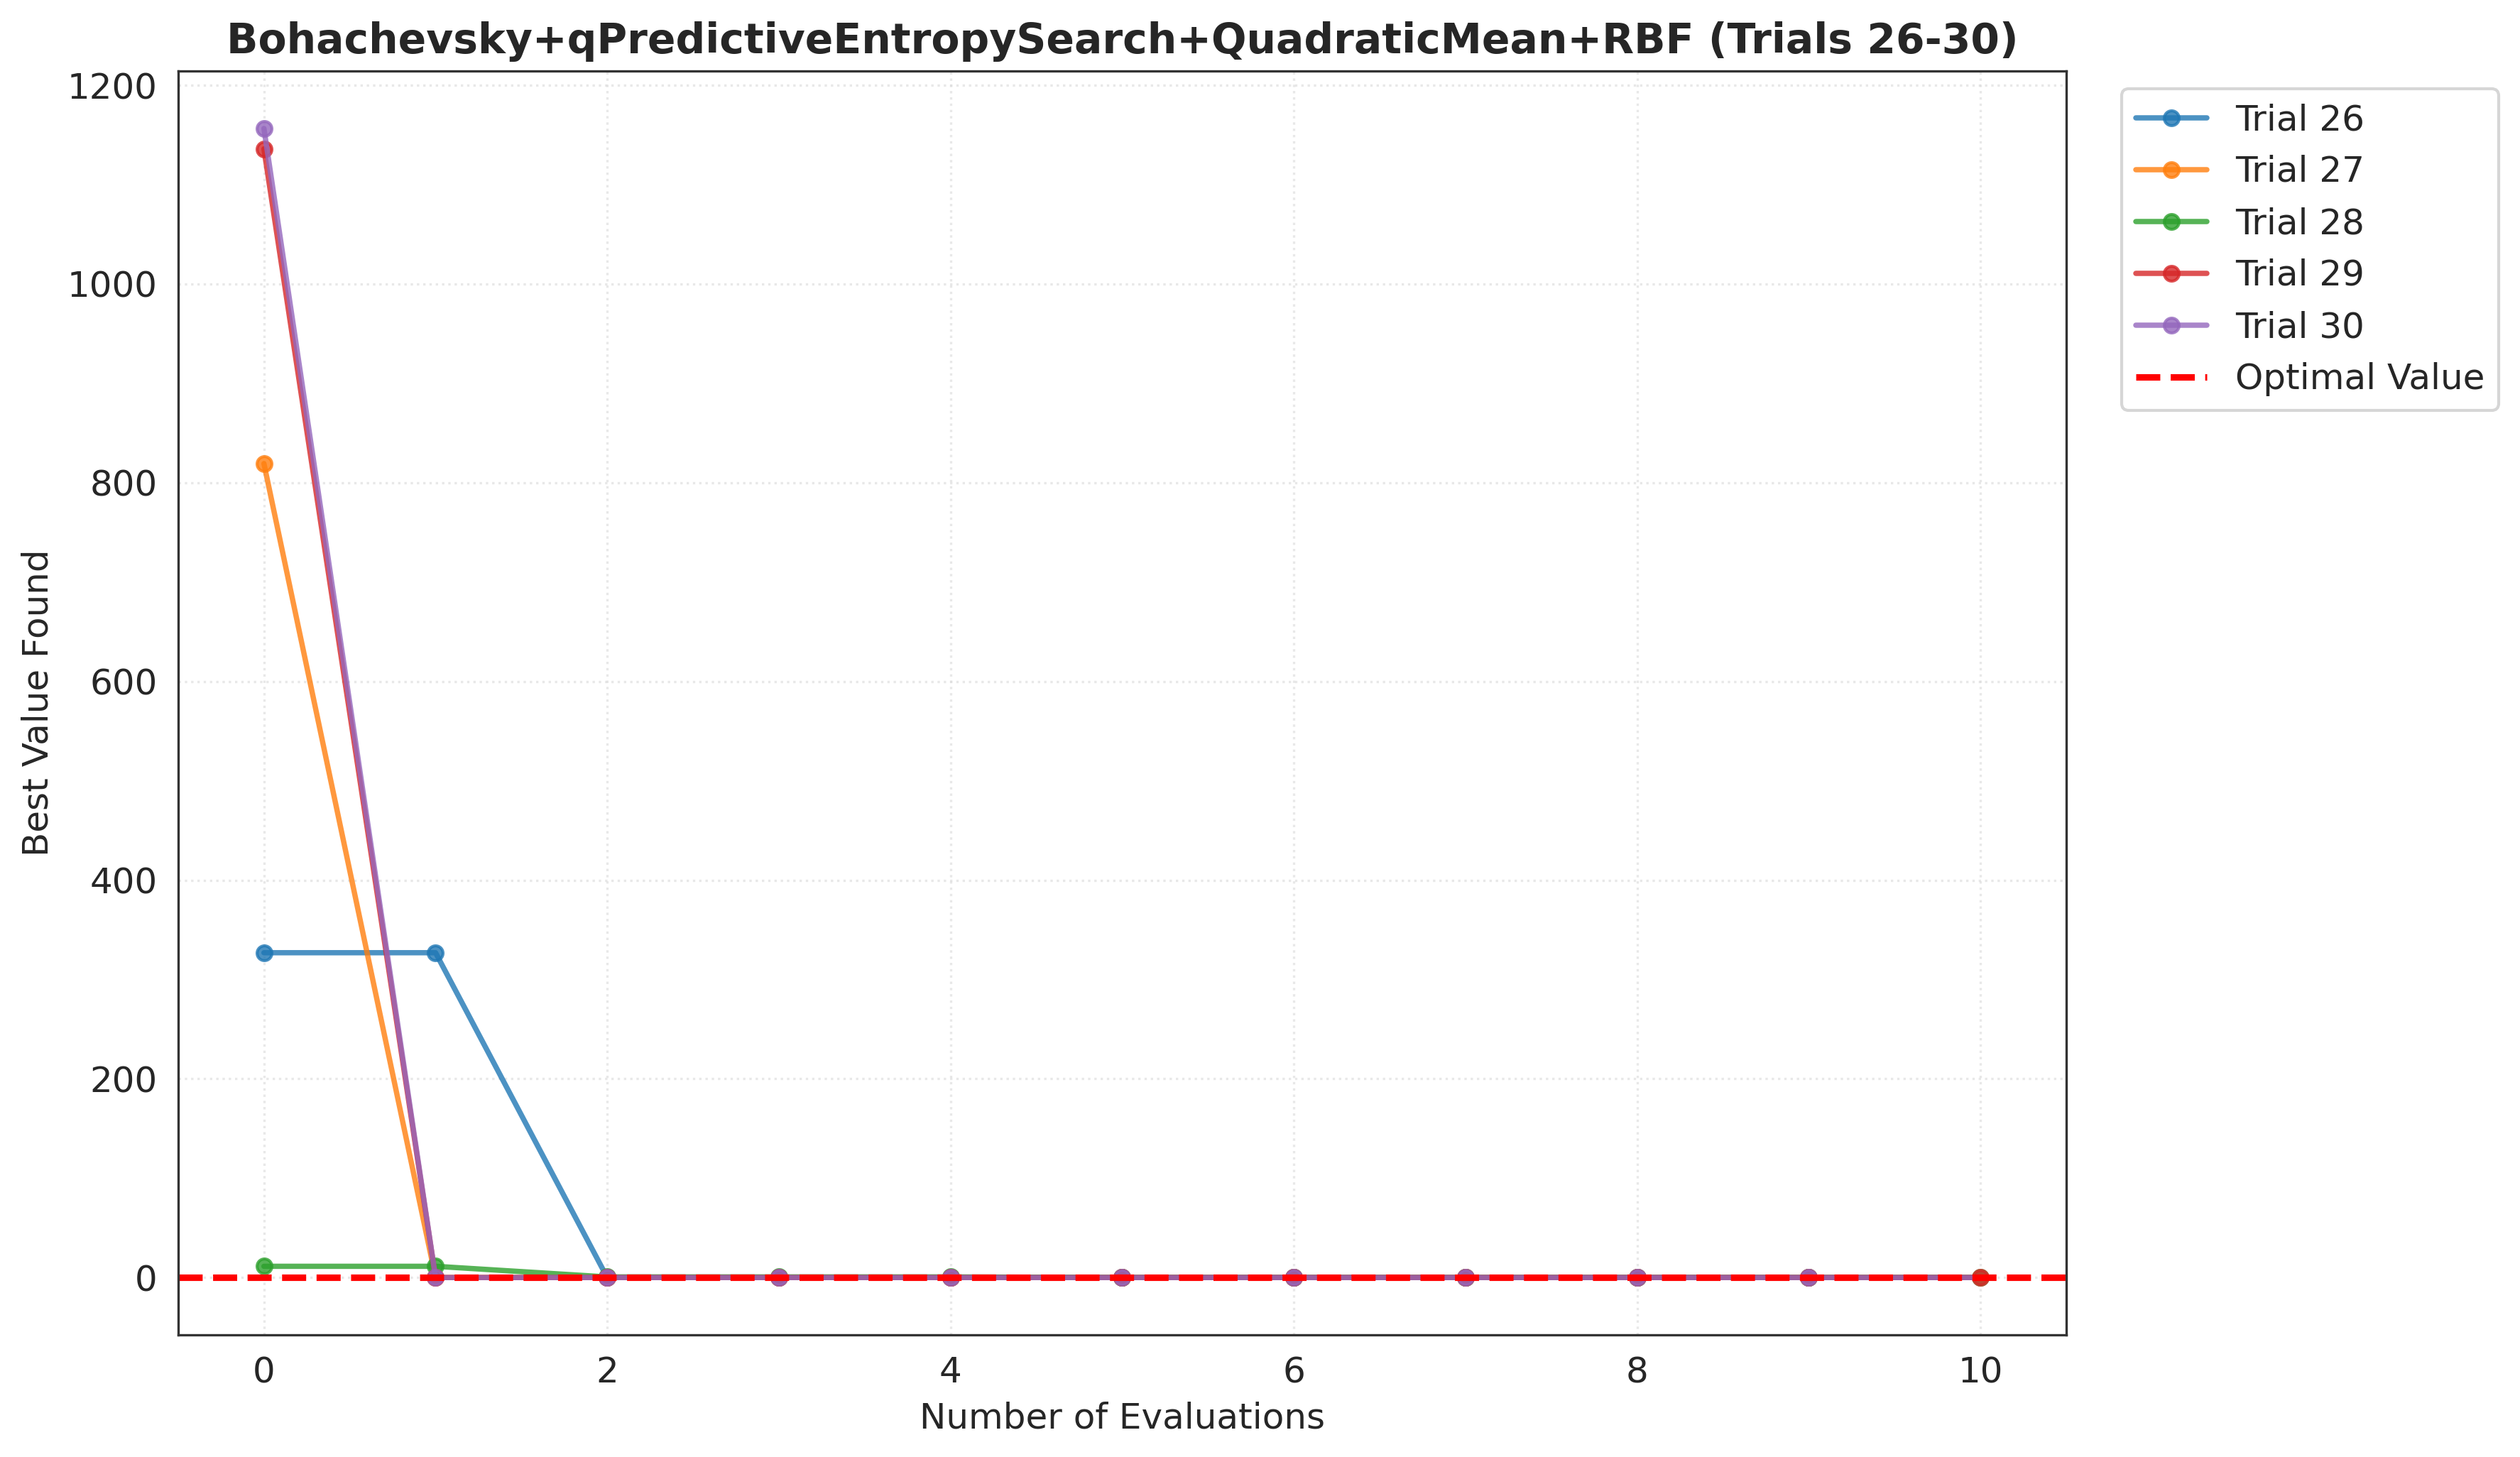 Bohachevsky+qPredictiveEntropySearch+QuadraticMean+RBF (Trials 26-30)
1200
1000
800
600
400
200
0
Best Value Found
0 2 4 6 8 10
Number of Evaluations
Trial 26
Trial 27
Trial 28
Trial 29
Trial 30
Optimal Value